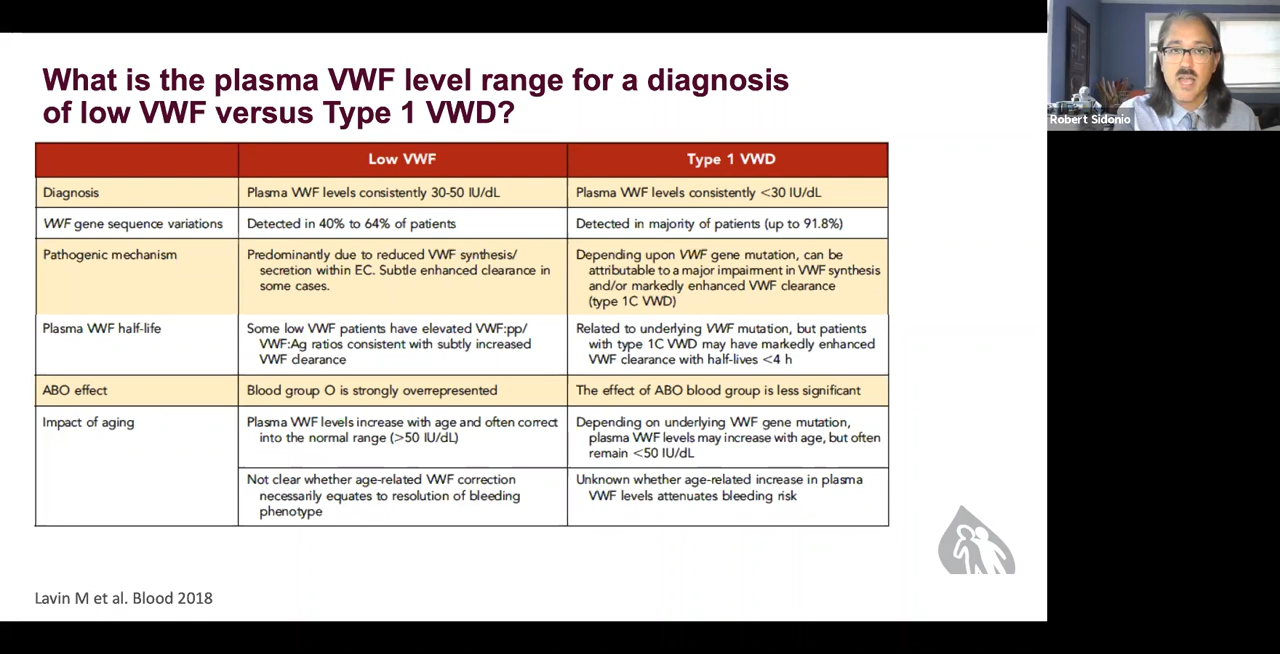 What is the plasma VWF level range for a diagnosis
of low VWF versus Type 1 VWD?
Robert Sidonio
Low VWF Type 1 VWD
Diagnosis Plasma VWF levels consistently 30-50 IU/dL Plasma VWF levels consistently <30 IU/dL
VWF gene sequence variations Detected in 40% to 64% of patients Detected in majority of patients (up to 91.8%)
Pathogenic mechanism
Predominantly due to reduced VWF synthesis/
secretion within EC. Subtle enhanced clearance in
some cases.
Depending upon VWF gene mutation, can be
attributable to a major impairment in VWF synthesis
and/or markedly enhanced VWF clearance
(type 1C VWD)
Plasma VWF half-life
Some low VWF patients have elevated VWF:pp/
VWF:Ag ratios consistent with subtly increased
VWF clearance
Related to underlying VWF mutation, but patients
with type 1C VWD may have markedly enhanced
VWF clearance with half-lives <4 h
ABO effect Blood group O is strongly overrepresented The effect of ABO blood group is less significant
Impact of aging
Plasma VWF levels increase with age and often correct
into the normal range (>50 IU/dL)
Depending on underlying VWF gene mutation,
plasma VWF levels may increase with age, but often
remain <50 IU/dL
Not clear whether age-related VWF correction
necessarily equates to resolution of bleeding
phenotype
Unknown whether age-related increase in plasma
VWF levels attenuates bleeding risk
Lavin M et al. Blood 2018